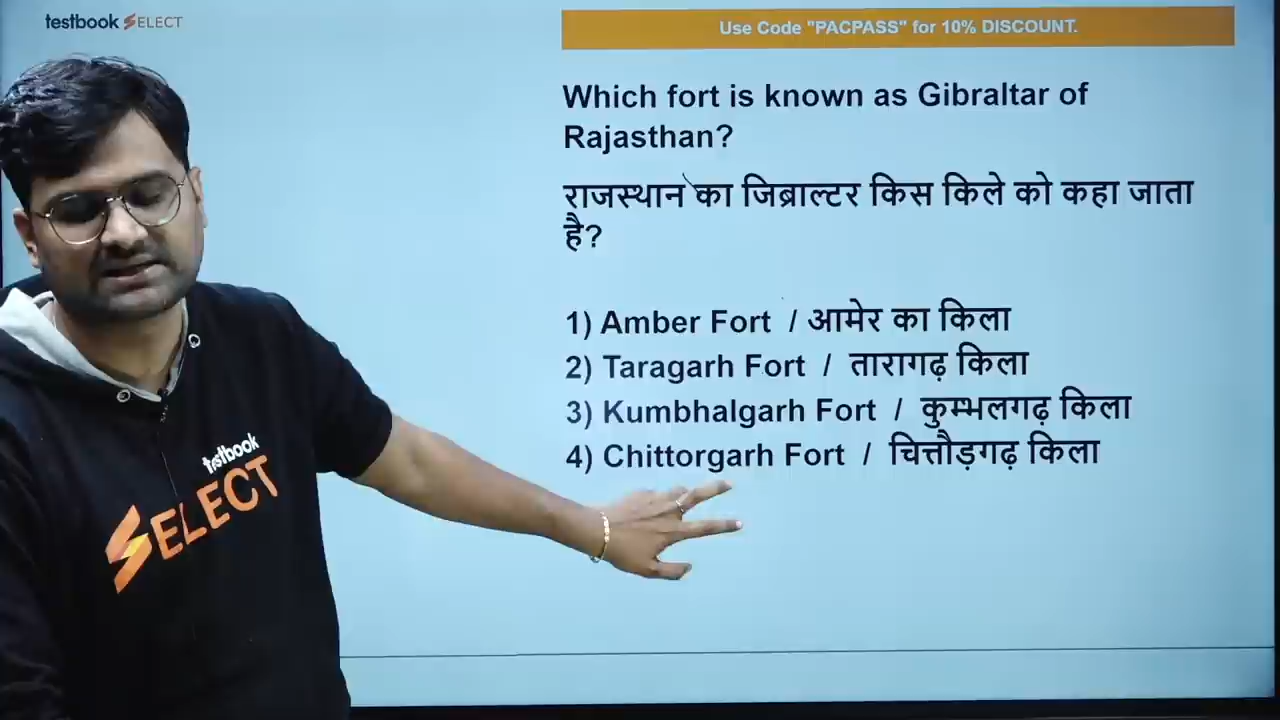 testbook SELECT
Use Code "PACPASS" for 10% DISCOUNT.
Which fort is known as Gibraltar of
Rajasthan?
राजस्थान का जिब्राल्टर किस किले को कहा जाता
है?
1) Amber Fort / आमेर का किला
2) Taragarh Fort / तारागढ़ किला
3) Kumbhalgarh Fort / कुम्भलगढ़ किला
4) Chittorgarh Fort / चित्तौड़गढ़ किला
testbook
SELECT